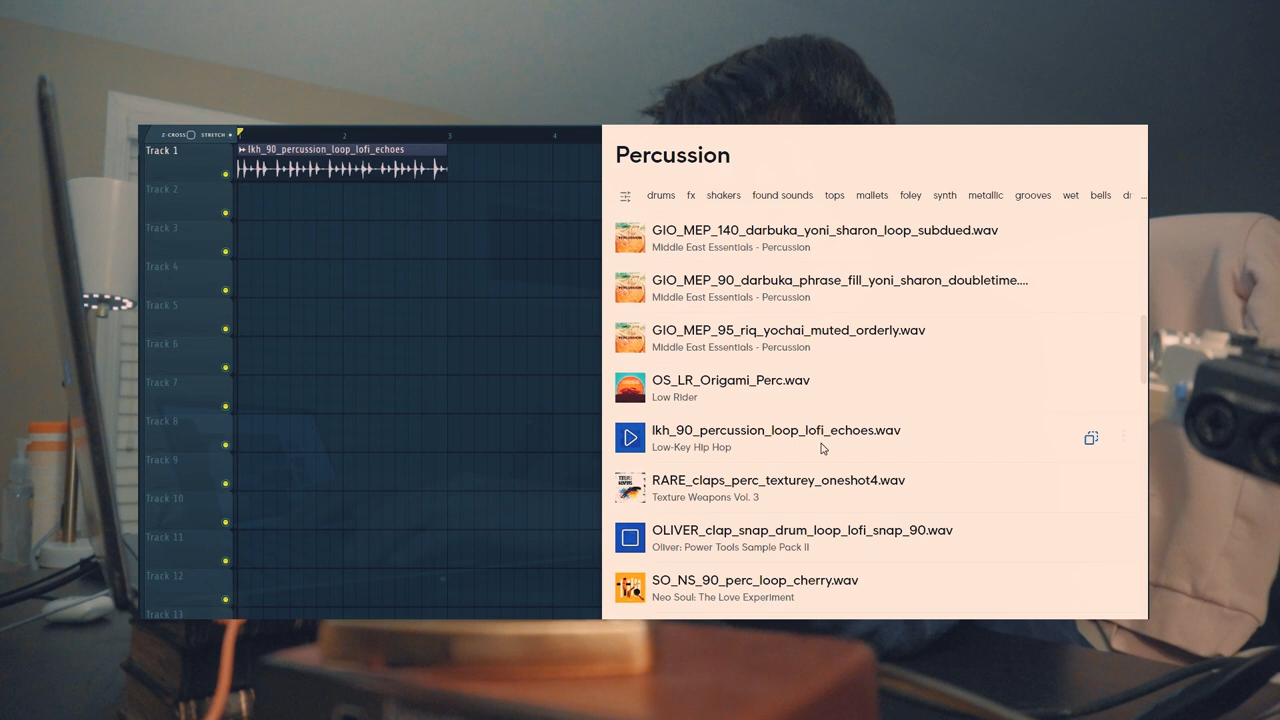 Z-CROSS STRETCH
2 3 4
Track 1
lkh_90_percussion_loop_lofi_echoes
Track 2
Track 3
Track 4
Track 5
Track 6
Track 7
Track 8
Track 9
Track 10
Track 11
Track 12
Track 13
Percussion
drums fx shakers found sounds tops mallets foley synth metallic grooves wet bells dr ...
GIO_MEP_140_darbuka_yoni_sharon_loop_subdued.wav
Middle East Essentials - Percussion
GIO_MEP_90_darbuka_phrase_fill_yoni_sharon_doubletime....
Middle East Essentials - Percussion
GIO_MEP_95_riq_yochai_muted_orderly.wav
Middle East Essentials - Percussion
OS_LR_Origami_Perc.wav
Low Rider
lkh_90_percussion_loop_lofi_echoes.wav
Low-Key Hip Hop
RARE_claps_perc_texturey_oneshot4.wav
Texture Weapons Vol. 3
OLIVER_clap_snap_drum_loop_lofi_snap_90.wav
Oliver: Power Tools Sample Pack II
SO_NS_90_perc_loop_cherry.wav
Neo Soul: The Love Experiment